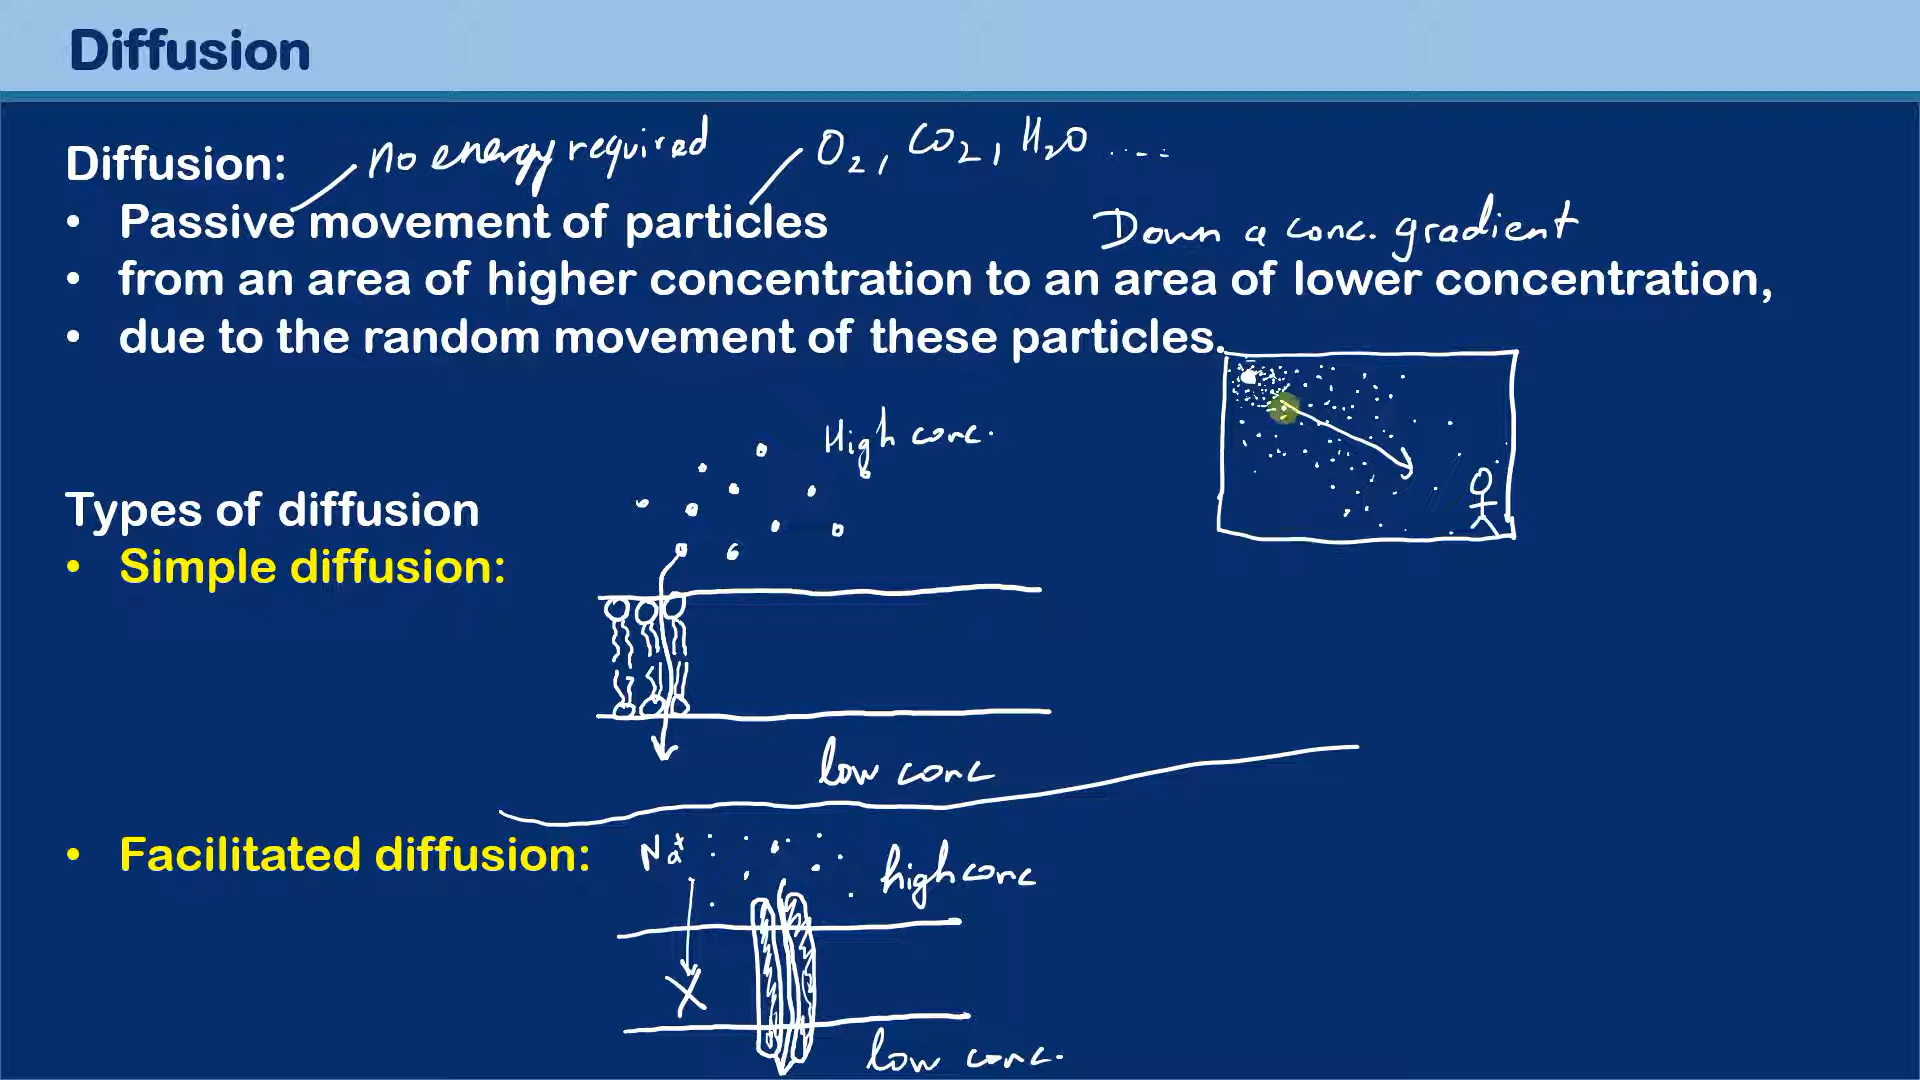 Diffusion
Diffusion:
no energy required
O₂, CO₂, H₂O ....
• Passive movement of particles
Down a conc. gradient
• from an area of higher concentration to an area of lower concentration,
• due to the random movement of these particles.
High conc.
Types of diffusion
• Simple diffusion:
low conc
• Facilitated diffusion:
Na⁺
high conc
X
low conc.